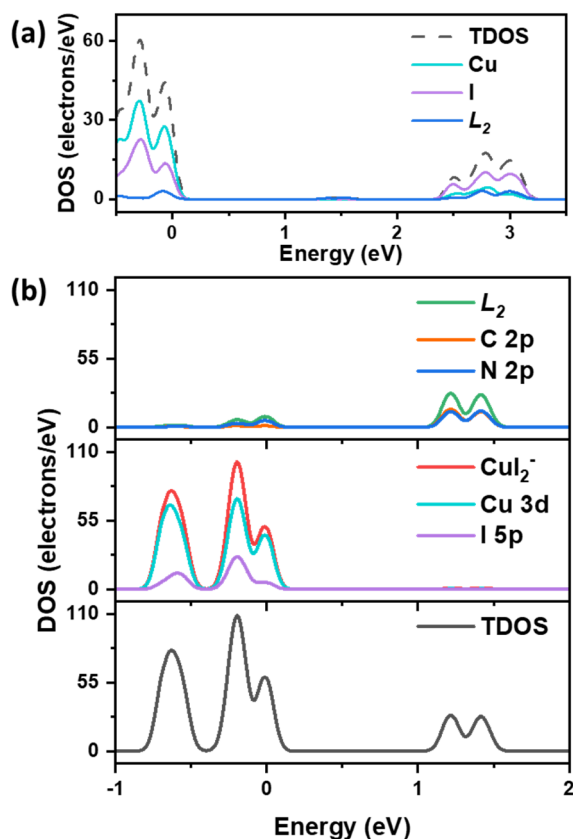 (a)
DOS (electrons/eV)
60
30
0
TDOS
Cu
I
L₂
0 1 2 3
Energy (eV)
(b)
DOS (electrons/eV)
110
55
0
L₂
C 2p
N 2p
110
55
0
CuI₂⁻
Cu 3d
I 5p
110
55
0
TDOS
-1 0 1 2
Energy (eV)